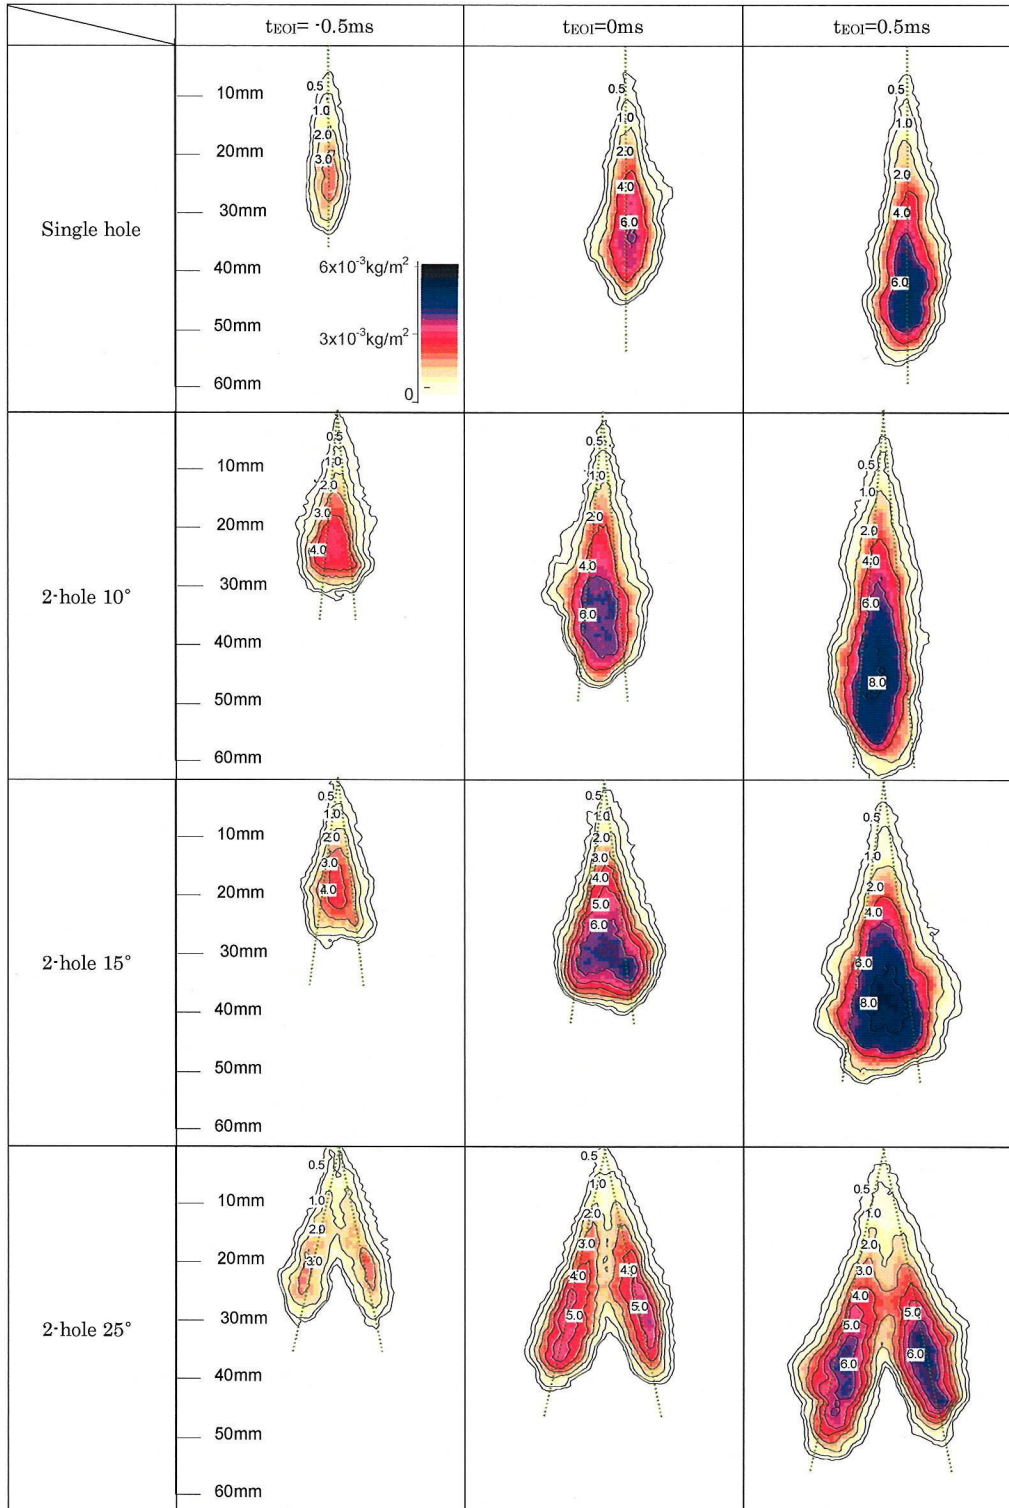 tEOI= -0.5ms
tEOI=0ms
tEOI=0.5ms
Single hole
10mm
20mm
30mm
40mm
50mm
60mm
0.5
1.0
2.0
3.0
6x10-3kg/m2
3x10-3kg/m2
0
0.5
1.0
2.0
4.0
6.0
0.5
1.0
2.0
4.0
6.0
2-hole 10°
10mm
20mm
30mm
40mm
50mm
60mm
0.5
1.0
2.0
3.0
4.0
0.5
1.0
2.0
4.0
6.0
0.5
1.0
2.0
4.0
6.0
8.0
2-hole 15°
10mm
20mm
30mm
40mm
50mm
60mm
0.5
1.0
2.0
3.0
4.0
0.5
1.0
2.0
3.0
4.0
5.0
6.0
0.5
1.0
2.0
4.0
6.0
8.0
2-hole 25°
10mm
20mm
30mm
40mm
50mm
60mm
0.5
1.0
2.0
3.0
0.5
1.0
2.0
3.0
4.0 4.0
5.0 5.0
0.5
1.0
2.0
3.0
4.0
5.0 5.0
6.0 6.0